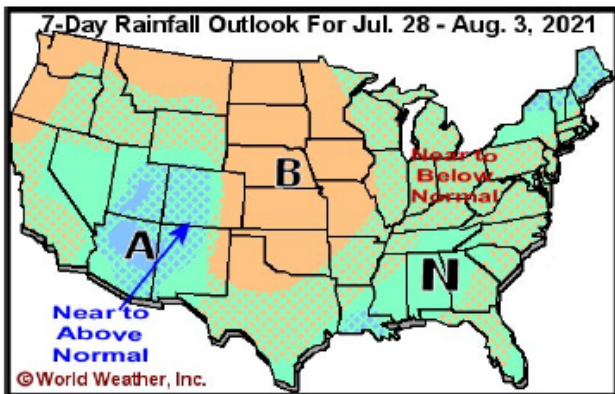 7-Day Rainfall Outlook For Jul. 28 - Aug. 3, 2021
B
Near to
Below
Normal
A
N
Near to
Above
Normal
© World Weather, Inc.